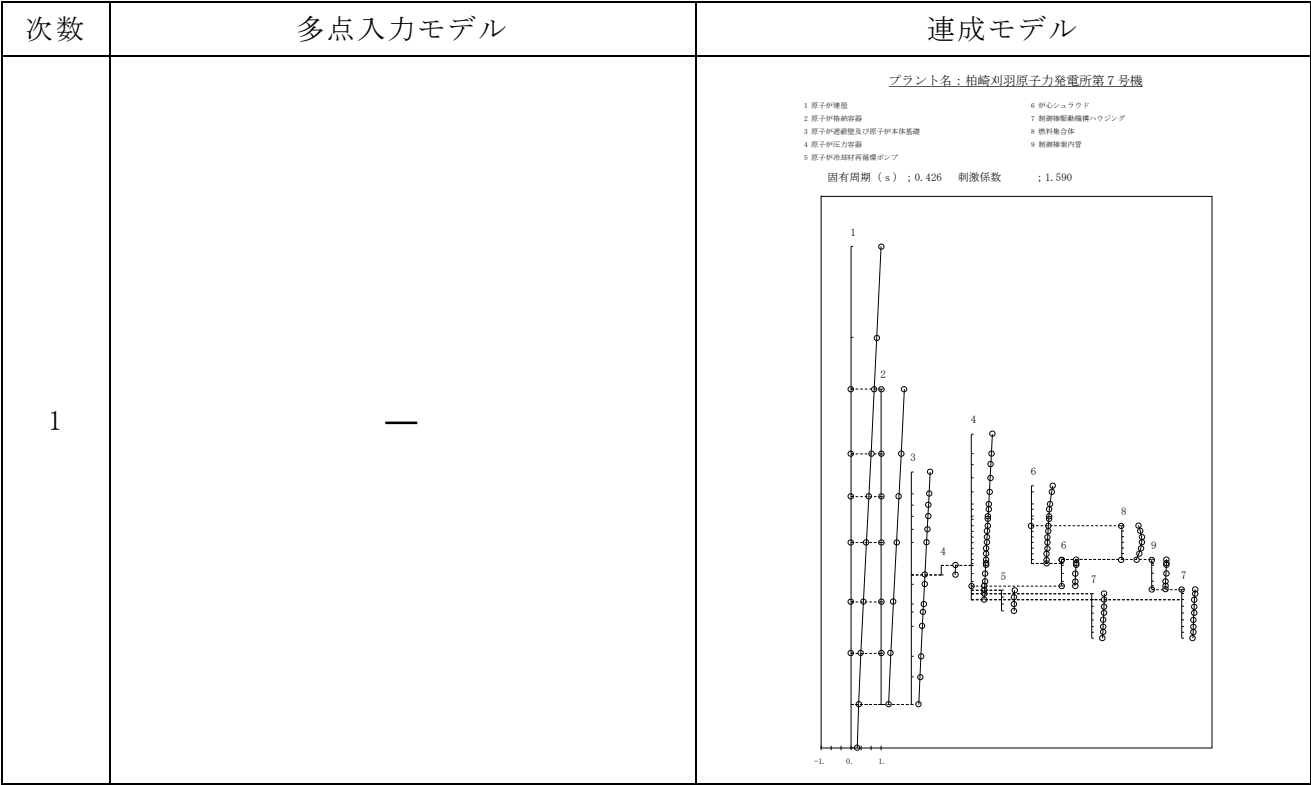 次数 多点入力モデル 連成モデル
1 —
プラント名：柏崎刈羽原子力発電所第７号機
1 原子炉建屋 6 炉心シュラウド
2 原子炉格納容器 7 制御棒駆動機構ハウジング
3 原子炉遮蔽壁及び原子炉本体基礎 8 燃料集合体
4 原子炉圧力容器 9 制御棒案内管
5 原子炉冷却材再循環ポンプ
固有周期（ｓ）；0.426 刺激係数 ；1.590
1
2
4
3
6
8
4
6
9
5
7
7
-1. 0. 1.